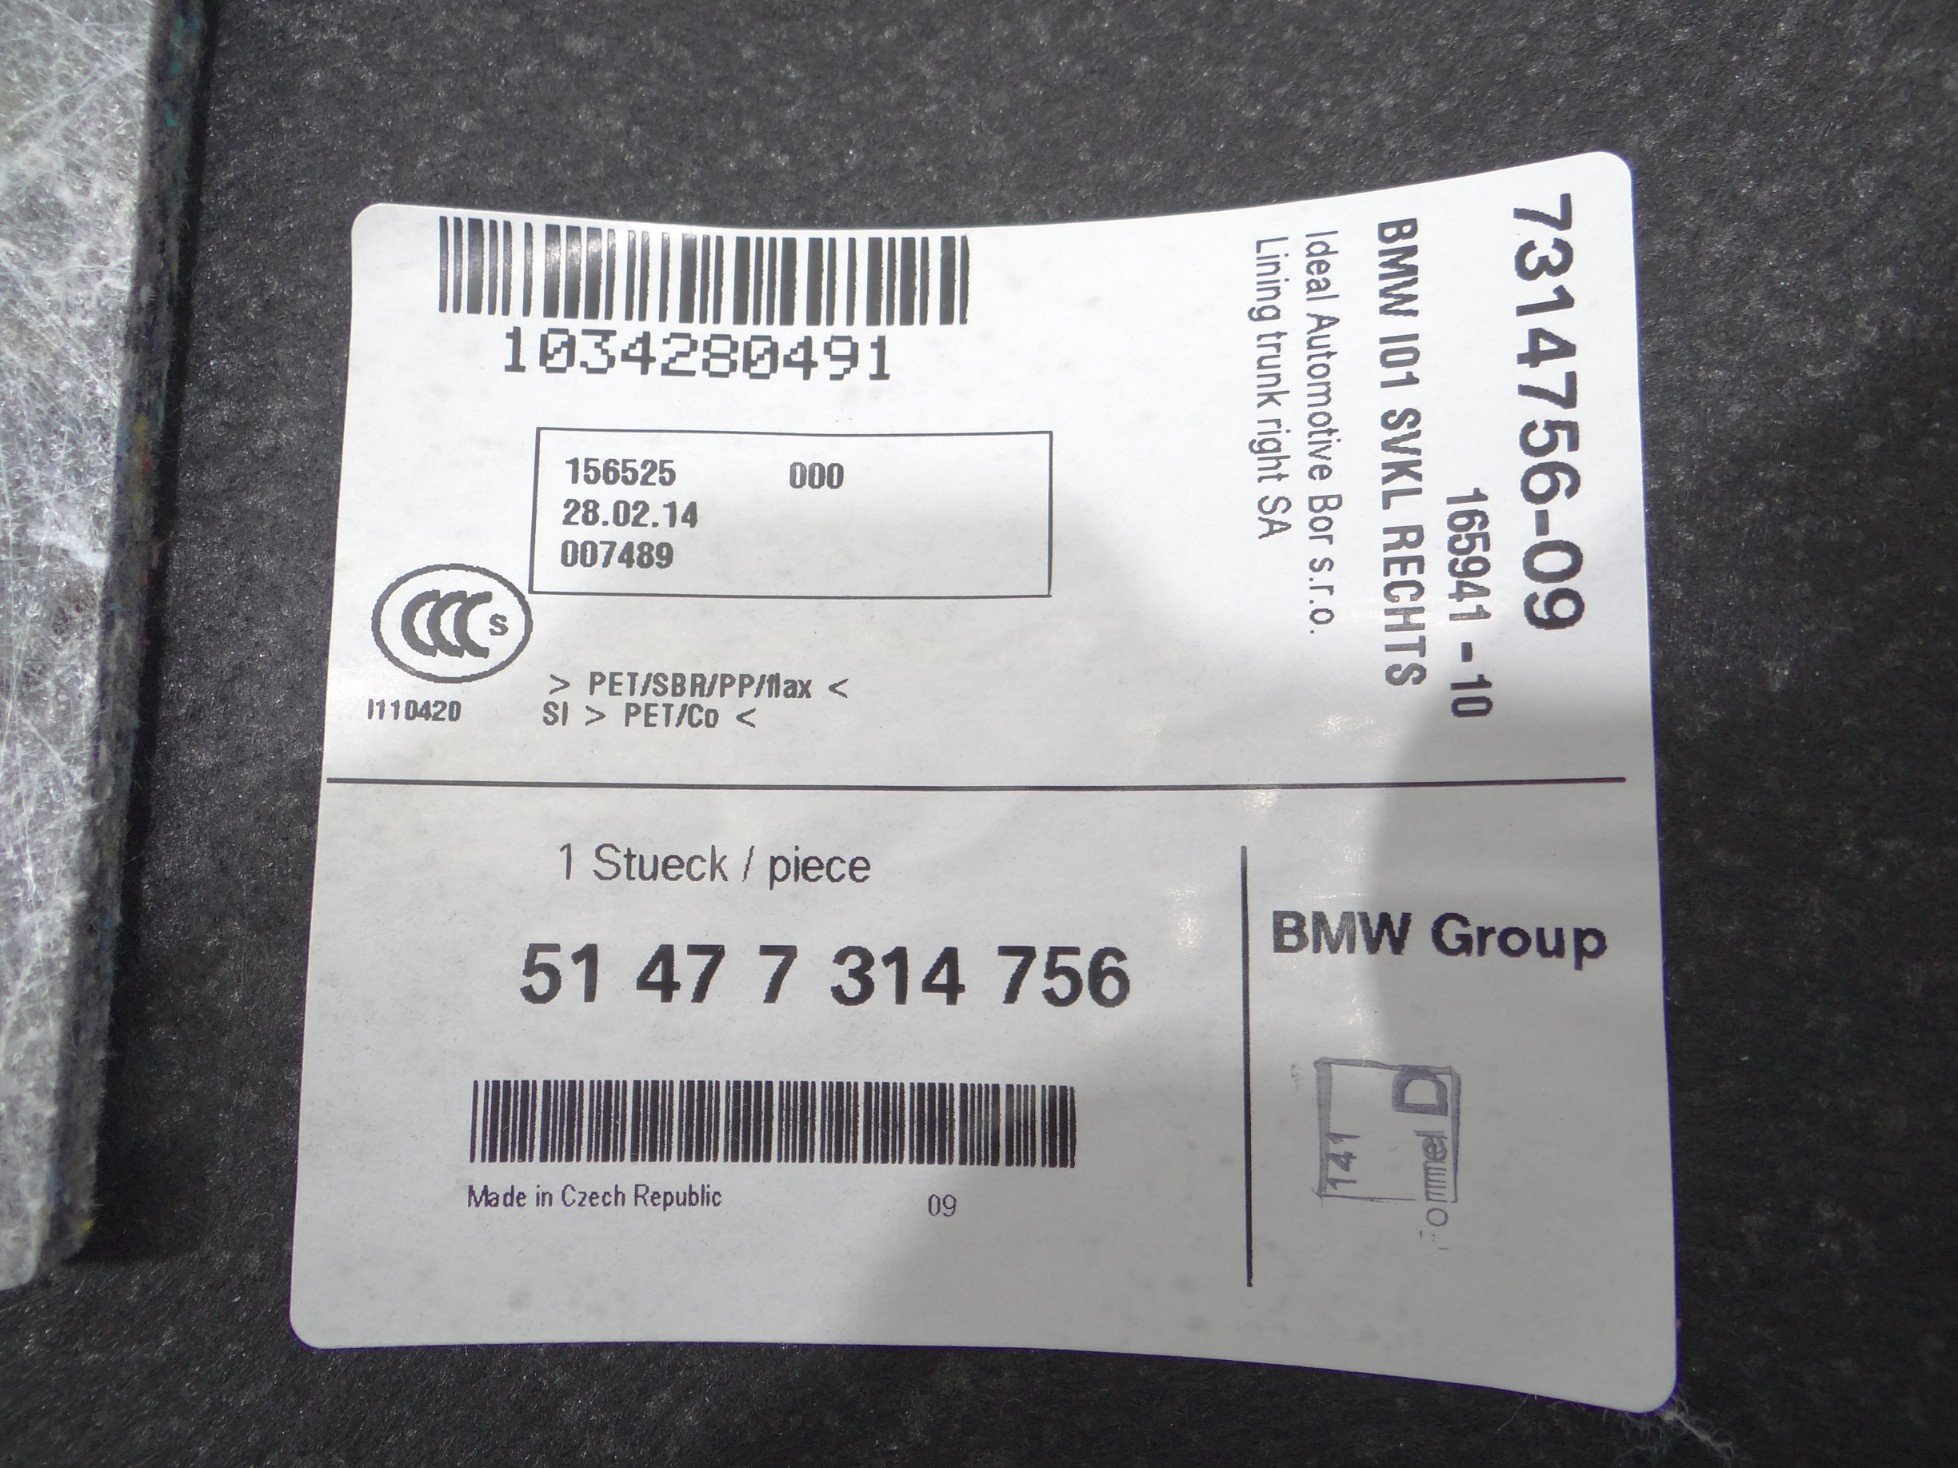 1034280491
156525 000
28.02.14
007489
CCC S
I110420
> PET/SBR/PP/flax <
SI > PET/Co <
7314756-09
165941 - 10
BMW I01 SVKL RECHTS
Ideal Automotive Bor s.r.o.
Lining trunk right SA
1 Stueck / piece
51 47 7 314 756
Made in Czech Republic 09
BMW Group
D
141